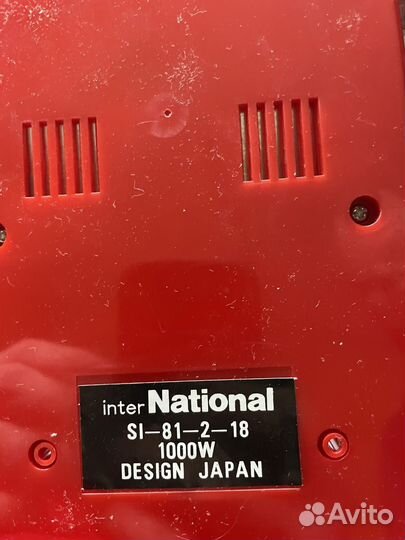 inter National
SI-81-2-18
1000W
DESIGN JAPAN
Avito